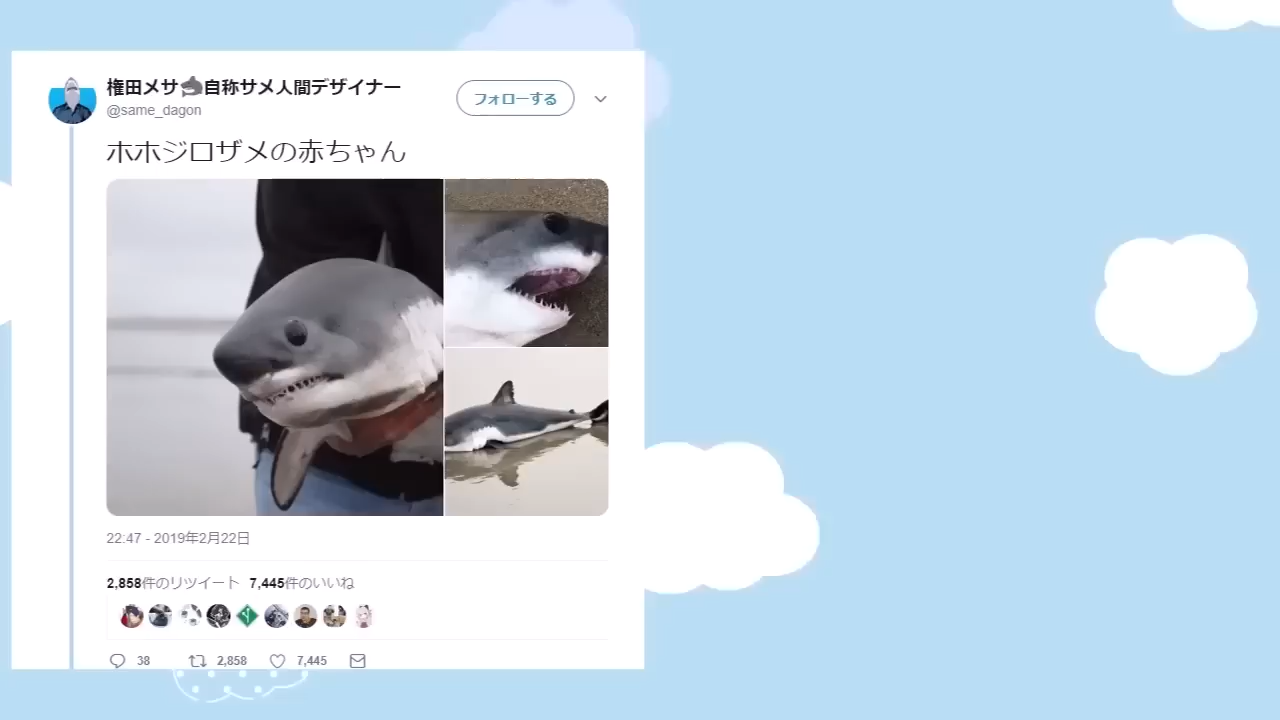 権田メサ🦈自称サメ人間デザイナー
@same_dagon
フォローする
ホホジロザメの赤ちゃん
22:47 - 2019年2月22日
2,858件のリツイート 7,445件のいいね
38 2,858 7,445